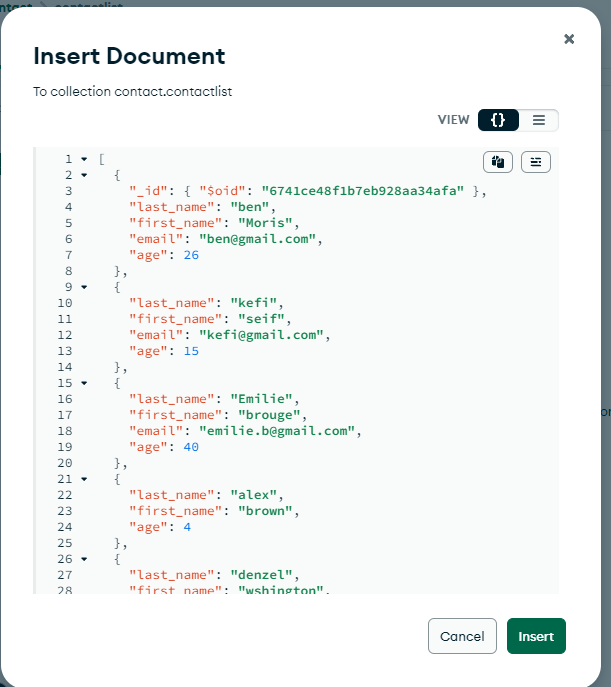 contactlist
Insert Document
To collection contact.contactlist
VIEW {}
1 [
2 {
3 "_id": { "$oid": "6741ce48f1b7eb928aa34afa" },
4 "last_name": "ben",
5 "first_name": "Moris",
6 "email": "ben@gmail.com",
7 "age": 26
8 },
9 {
10 "last_name": "kefi",
11 "first_name": "seif",
12 "email": "kefi@gmail.com",
13 "age": 15
14 },
15 {
16 "last_name": "Emilie",
17 "first_name": "brouge",
18 "email": "emilie.b@gmail.com",
19 "age": 40
20 },
21 {
22 "last_name": "alex",
23 "first_name": "brown",
24 "age": 4
25 },
26 {
27 "last_name": "denzel",
28 "first_name": "wshington",
Cancel Insert